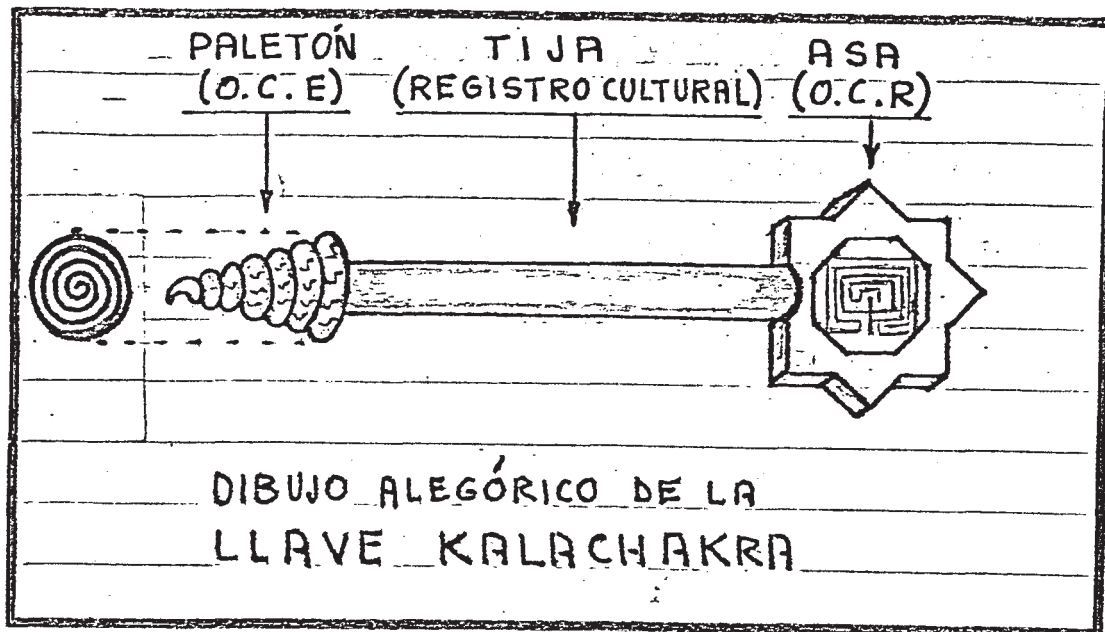 PALETÓN TIJA ASA
(O.C.E) (REGISTRO CULTURAL) (O.C.R)
DIBUJO ALEGÓRICO DE LA
LLAVE KALACHAKRA